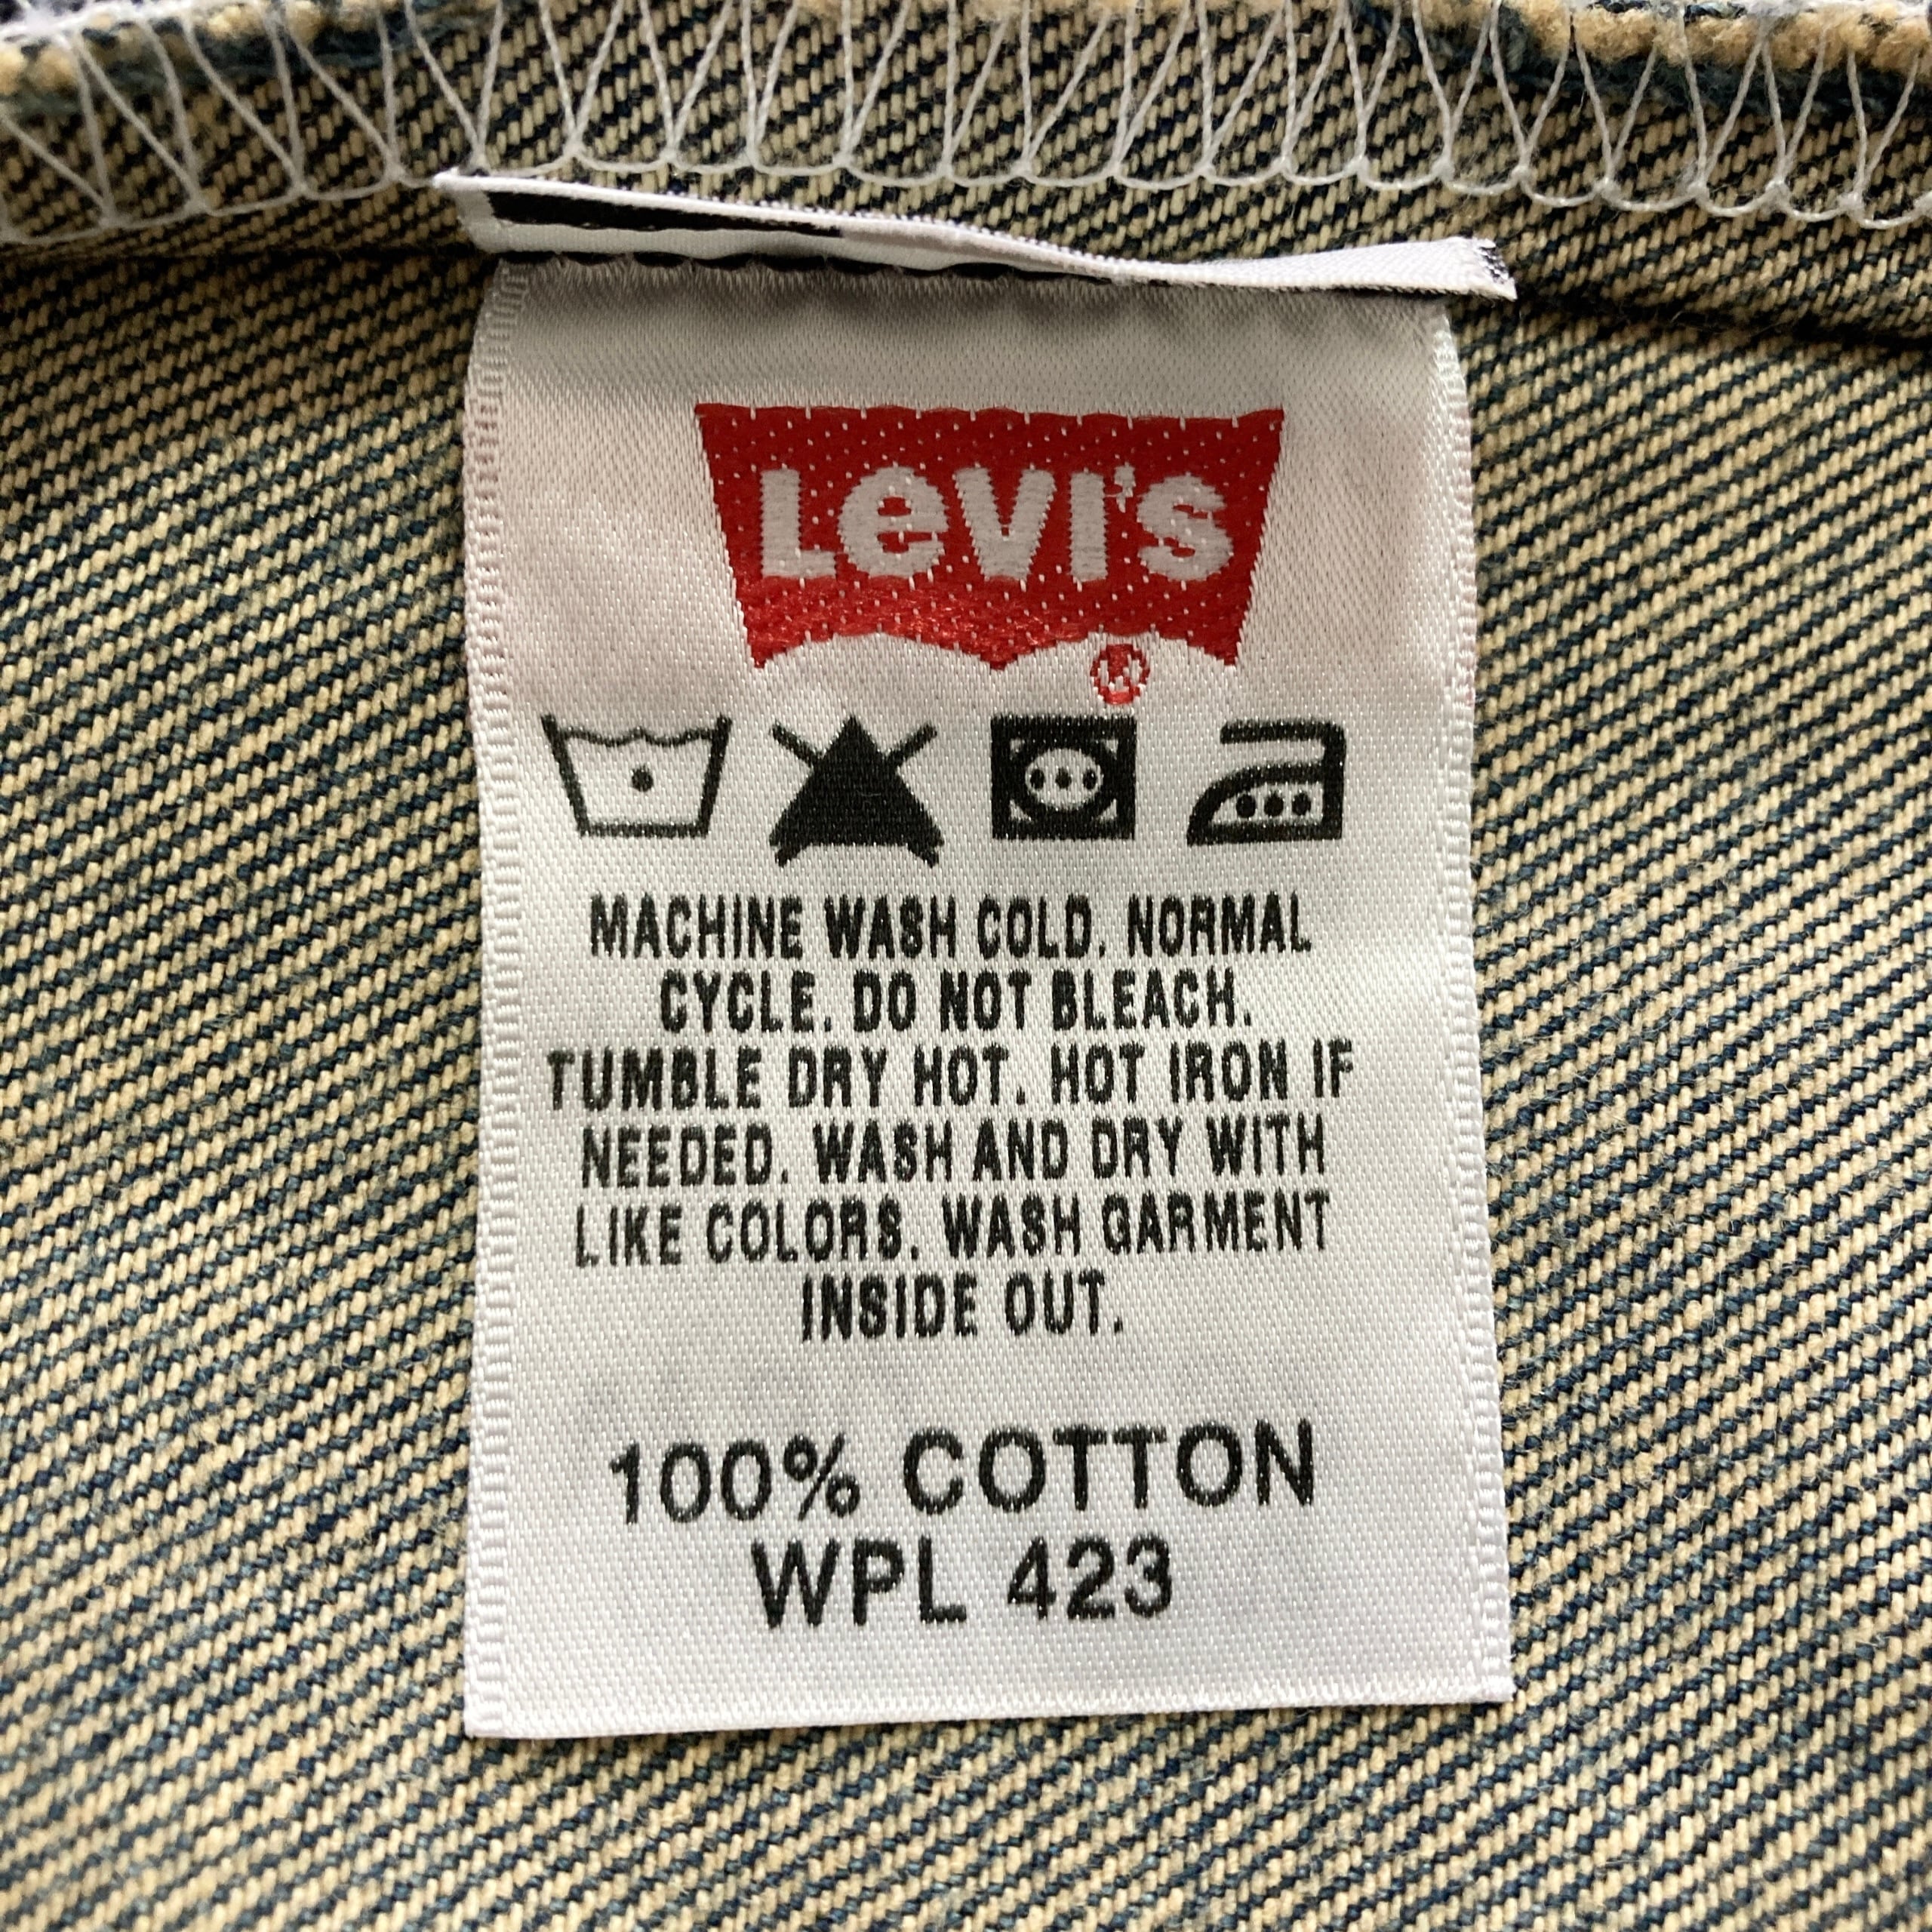 LEVI'S
®
MACHINE WASH COLD. NORMAL
CYCLE. DO NOT BLEACH.
TUMBLE DRY HOT. HOT IRON IF
NEEDED. WASH AND DRY WITH
LIKE COLORS. WASH GARMENT
INSIDE OUT.
100% COTTON
WPL 423